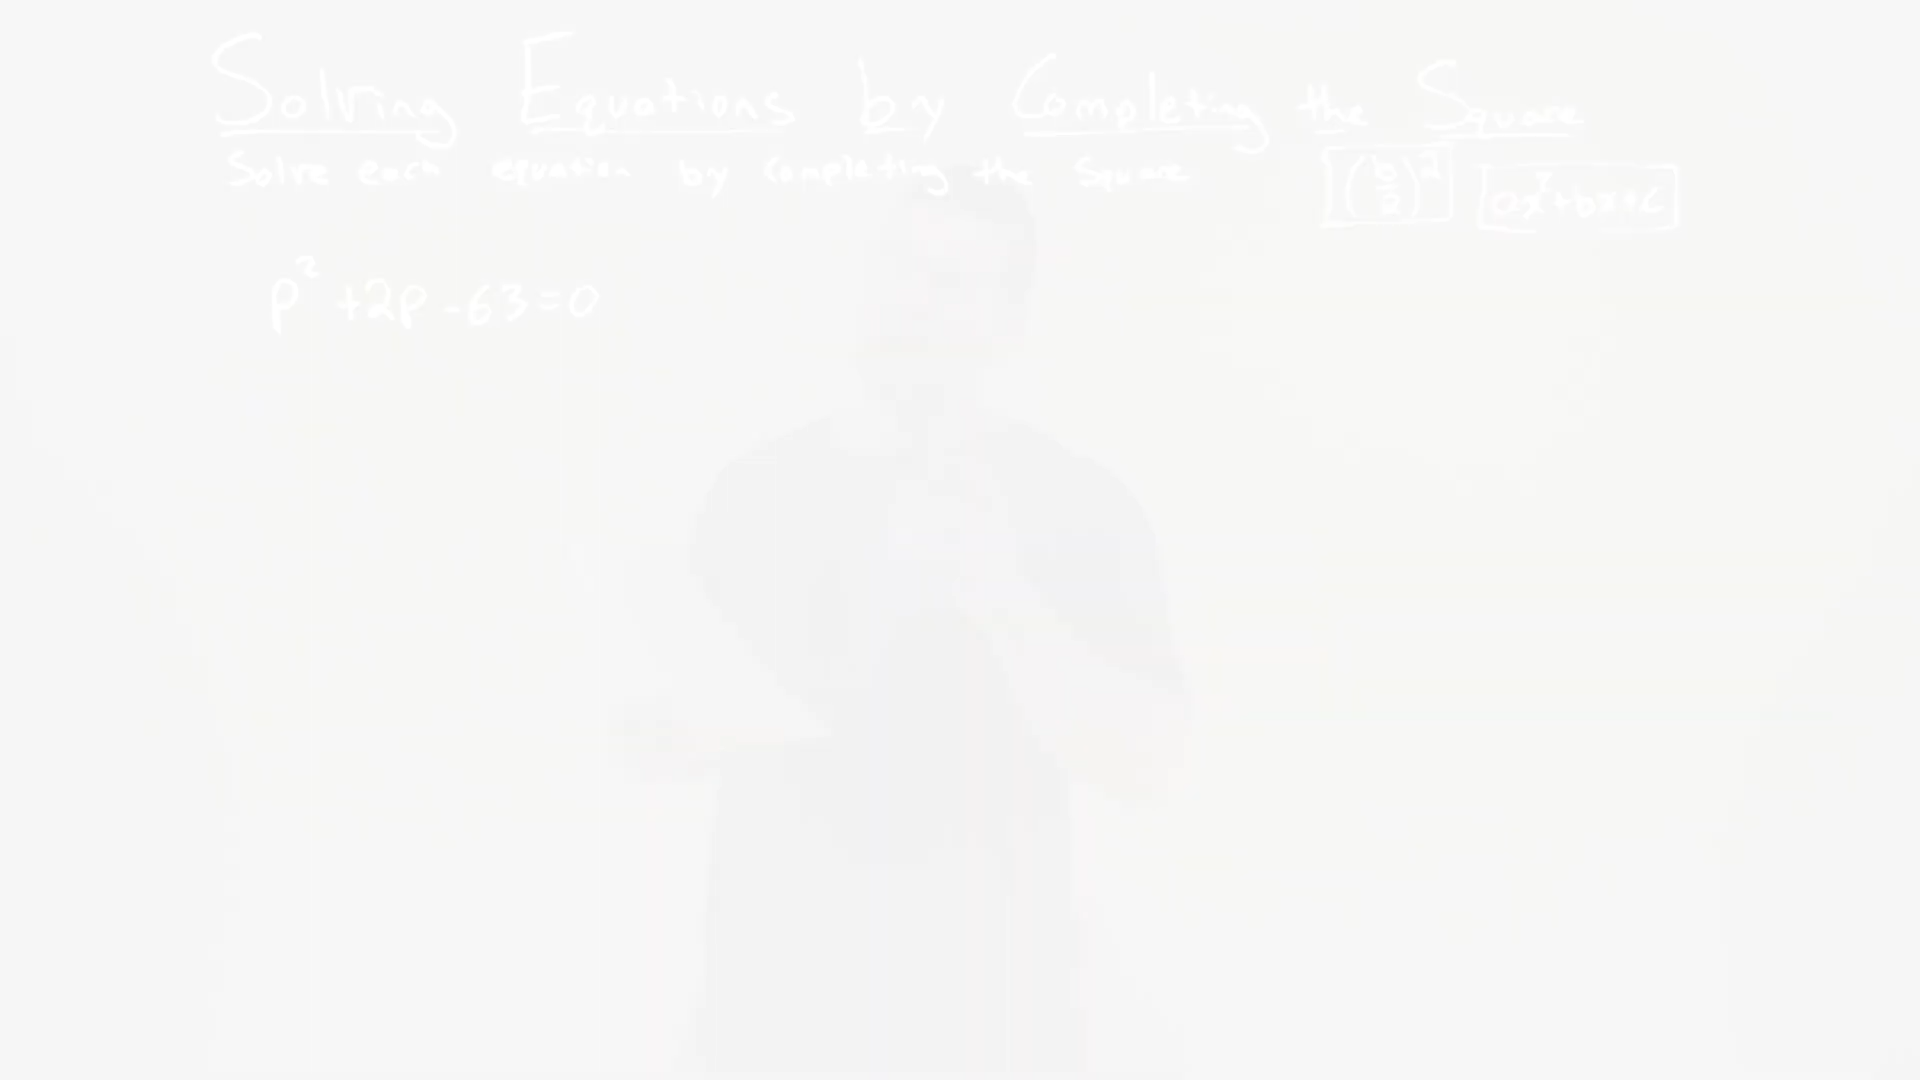 Solving Equations by Completing the Square
Solve each equation by completing the Square (b/2)² ax²+bx+c
p² +2p -63=0